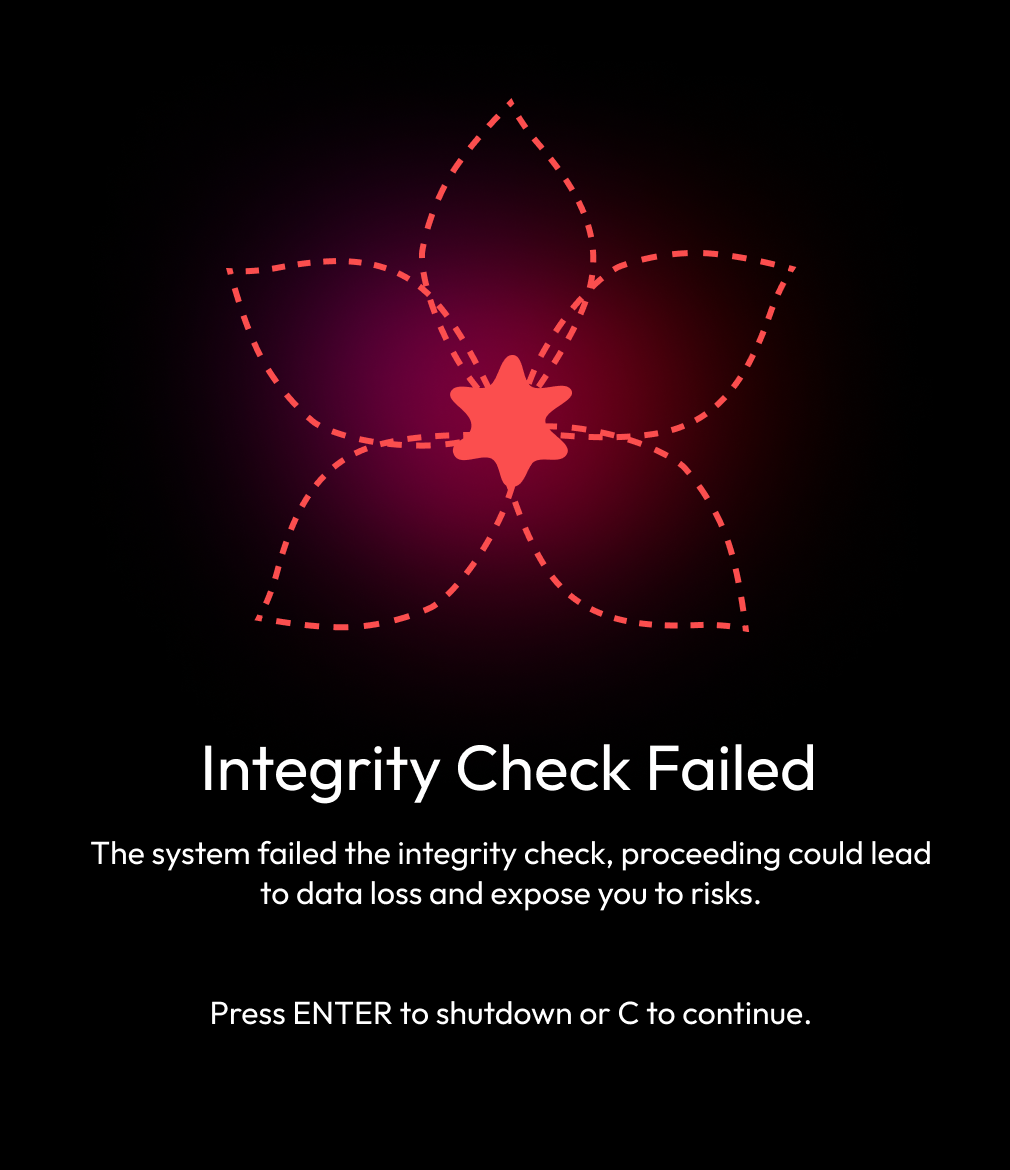 Integrity Check Failed
The system failed the integrity check, proceeding could lead
to data loss and expose you to risks.
Press ENTER to shutdown or C to continue.